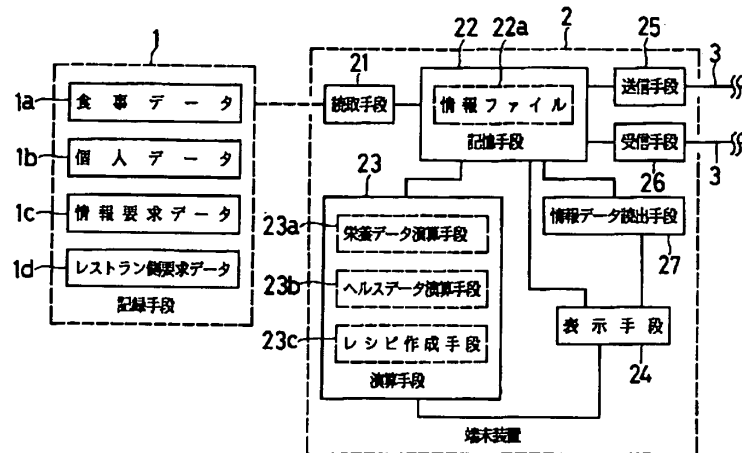 1
1a
食事データ
1b
個人データ
1c
情報要求データ
1d
レストラン側要求データ
記録手段
2
21
読取手段
22
22a
情報ファイル
記憶手段
25
送信手段
3
受信手段
26
3
23
23a
栄養データ演算手段
23b
ヘルスデータ演算手段
23c
レシピ作成手段
演算手段
情報データ読出手段
27
表示手段
24
端末装置